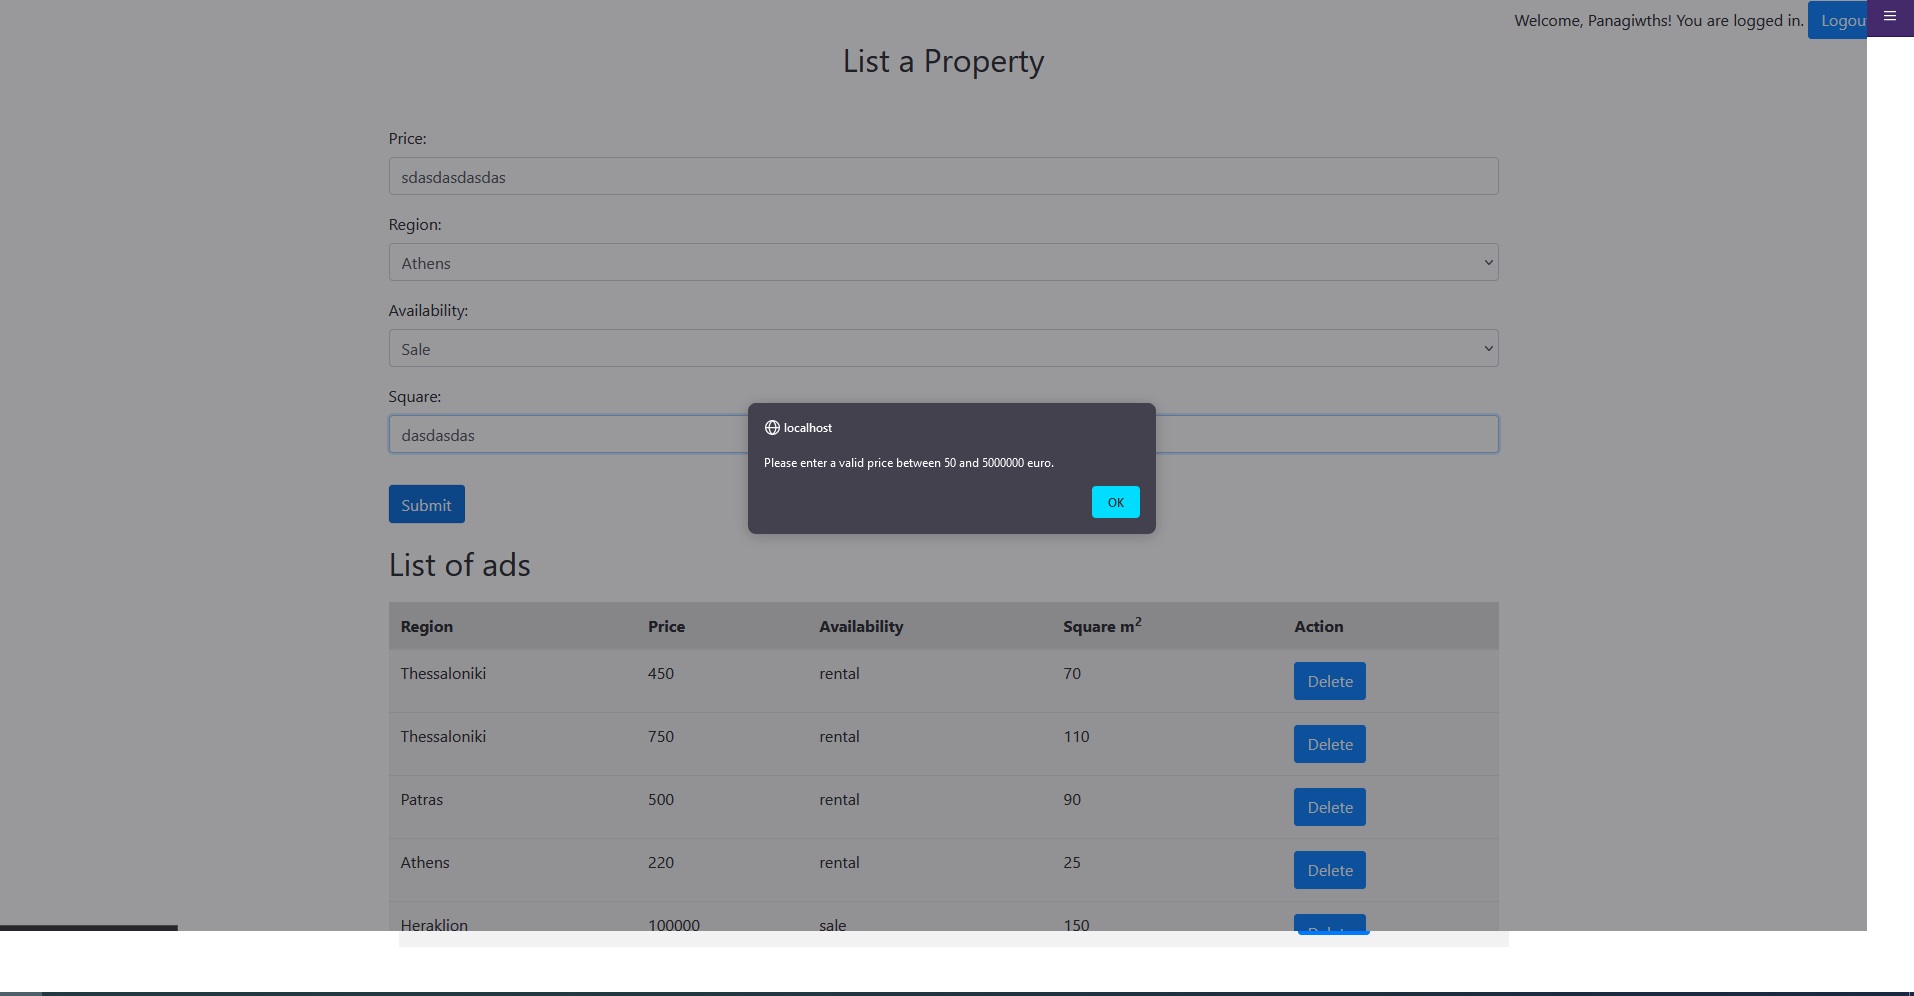 Welcome, Panagiwths! You are logged in. Logou
List a Property
Price:
sdasdasdasdas
Region:
Athens
Availability:
Sale
Square:
dasdasdas
localhost
Please enter a valid price between 50 and 5000000 euro.
OK
Submit
List of ads
Region Price Availability Square m² Action
Thessaloniki 450 rental 70 Delete
Thessaloniki 750 rental 110 Delete
Patras 500 rental 90 Delete
Athens 220 rental 25 Delete
Heraklion 100000 sale 150